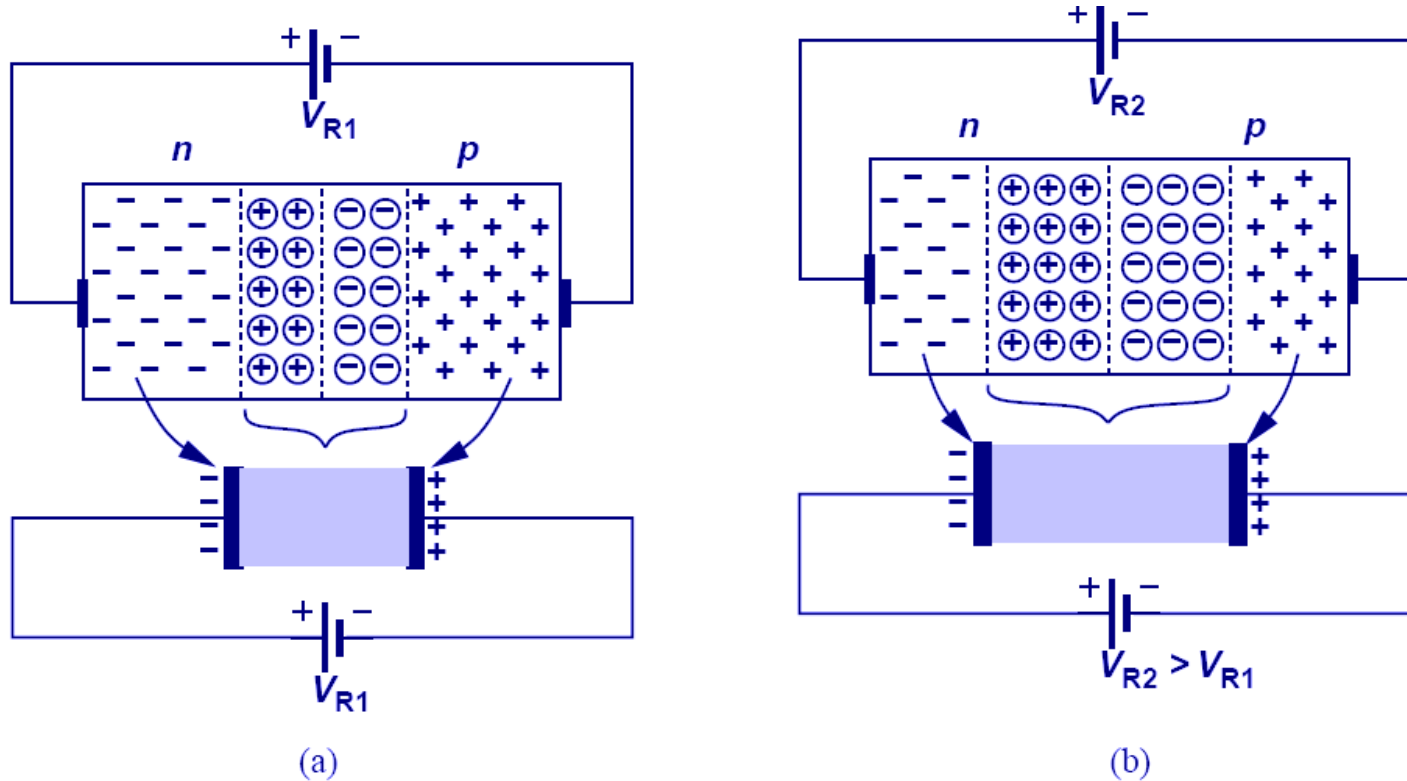 + −
V_R1
n p
+ −
V_R1
(a)
+ −
V_R2
n p
+ −
V_R2 > V_R1
(b)